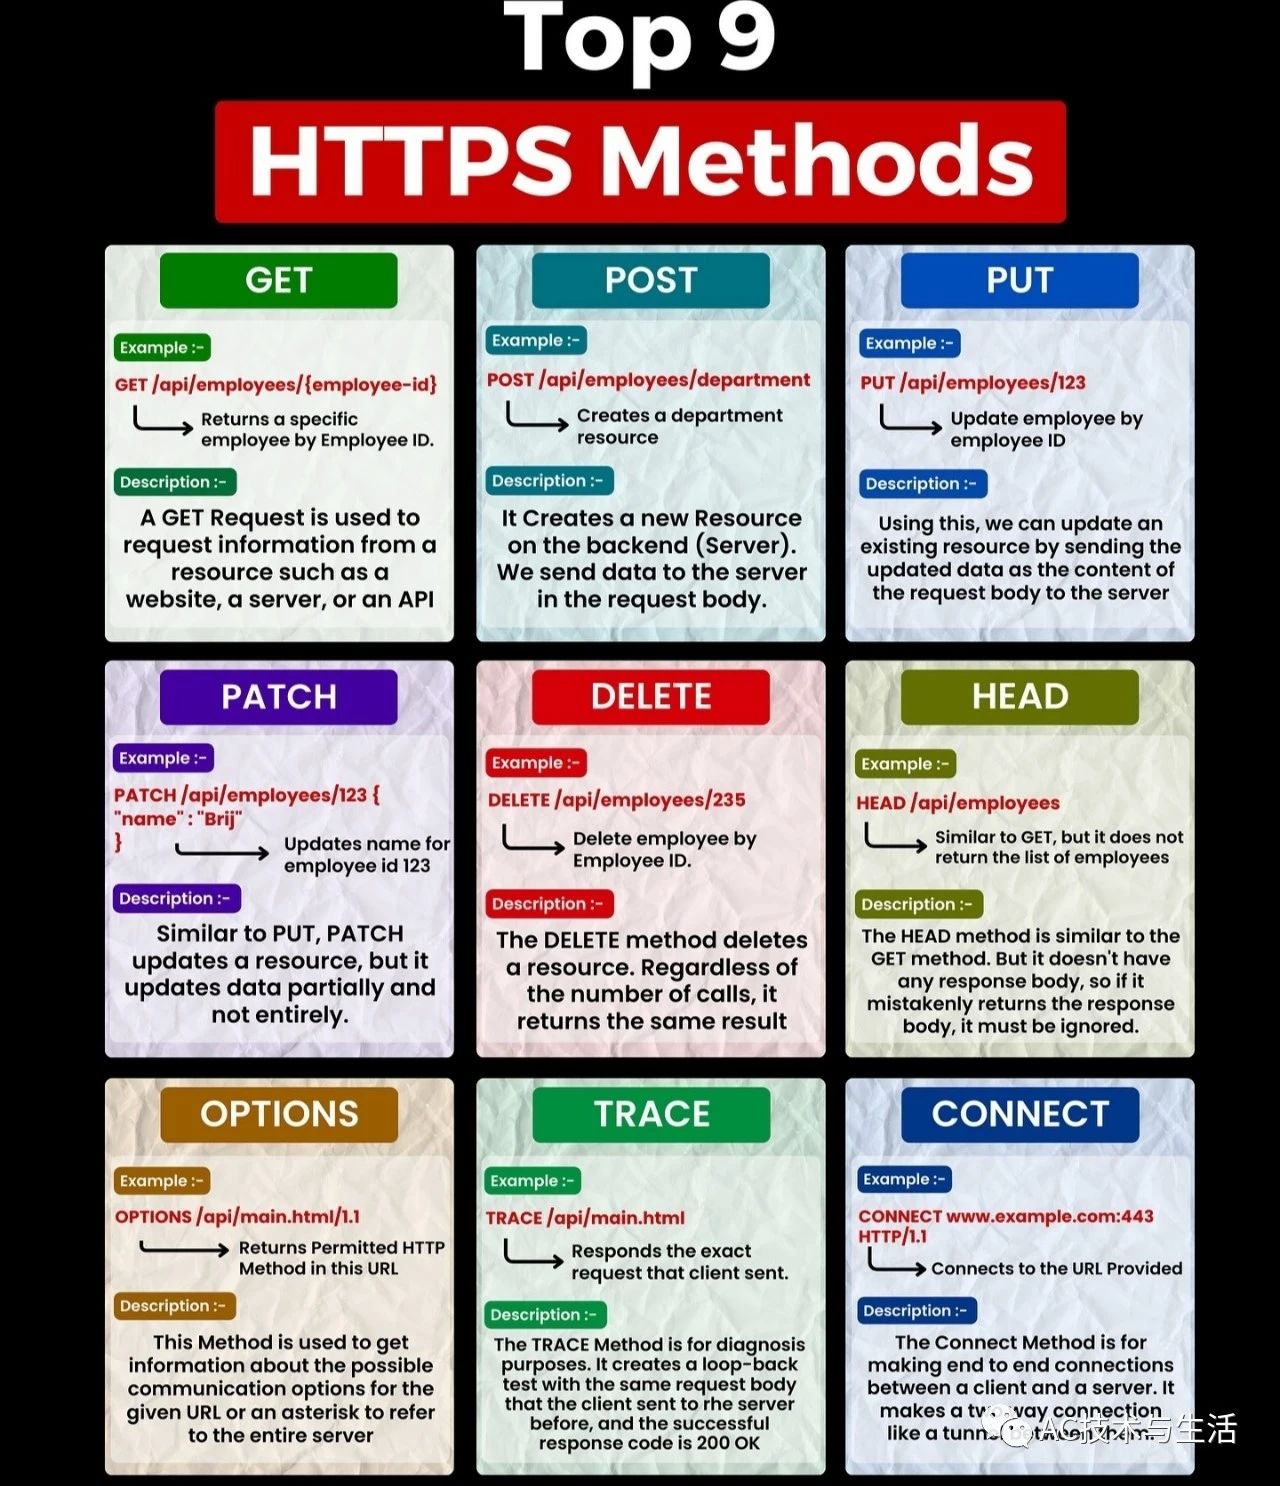 Top 9
HTTPS Methods
GET
Example :-
GET /api/employees/{employee-id}
Returns a specific
employee by Employee ID.
Description :-
A GET Request is used to
request information from a
resource such as a
website, a server, or an API
POST
Example :-
POST /api/employees/department
Creates a department
resource
Description :-
It Creates a new Resource
on the backend (Server).
We send data to the server
in the request body.
PUT
Example :-
PUT /api/employees/123
Update employee by
employee ID
Description :-
Using this, we can update an
existing resource by sending the
updated data as the content of
the request body to the server
PATCH
Example :-
PATCH /api/employees/123 {
"name" : "Brij"
}
Updates name for
employee id 123
Description :-
Similar to PUT, PATCH
updates a resource, but it
updates data partially and
not entirely.
DELETE
Example :-
DELETE /api/employees/235
Delete employee by
Employee ID.
Description :-
The DELETE method deletes
a resource. Regardless of
the number of calls, it
returns the same result
HEAD
Example :-
HEAD /api/employees
Similar to GET, but it does not
return the list of employees
Description :-
The HEAD method is similar to the
GET method. But it doesn't have
any response body, so if it
mistakenly returns the response
body, it must be ignored.
OPTIONS
Example :-
OPTIONS /api/main.html/1.1
Returns Permitted HTTP
Method in this URL
Description :-
This Method is used to get
information about the possible
communication options for the
given URL or an asterisk to refer
to the entire server
TRACE
Example :-
TRACE /api/main.html
Responds the exact
request that client sent.
Description :-
The TRACE Method is for diagnosis
purposes. It creates a loop-back
test with the same request body
that the client sent to rhe server
before, and the successful
response code is 200 OK
CONNECT
Example :-
CONNECT www.example.com:443
HTTP/1.1
Connects to the URL Provided
Description :-
The Connect Method is for
making end to end connections
between a client and a server. It
makes a two-way connection
like a tunnel between them.
AC技术与生活